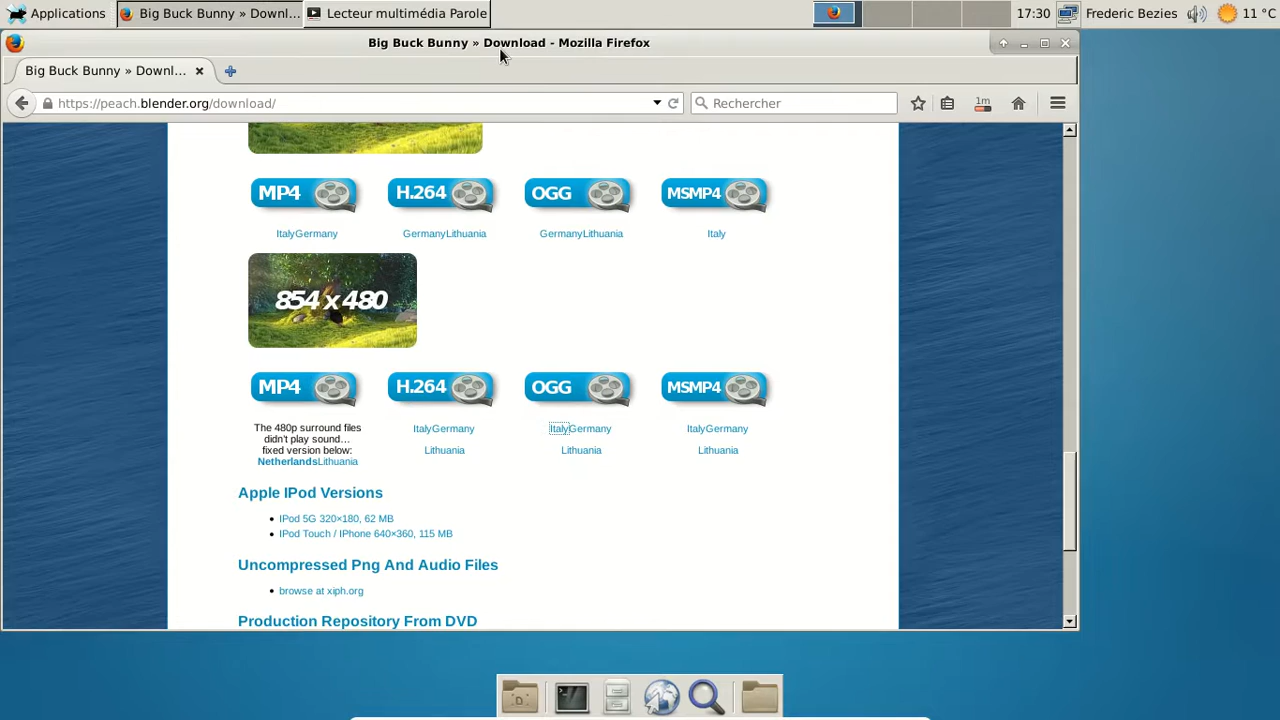 Applications
Big Buck Bunny » Downl...
Lecteur multimédia Parole
17:30
Frederic Bezies
11 °C
Big Buck Bunny » Download - Mozilla Firefox
Big Buck Bunny » Downl...
https://peach.blender.org/download/
Rechercher
1m
MP4
H.264
OGG
MSMP4
ItalyGermany
GermanyLithuania
GermanyLithuania
Italy
854 x 480
MP4
H.264
OGG
MSMP4
The 480p surround files
didn't play sound...
fixed version below:
NetherlandsLithuania
ItalyGermany
Lithuania
ItalyGermany
Lithuania
ItalyGermany
Lithuania
Apple IPod Versions
IPod 5G 320×180, 62 MB
IPod Touch / IPhone 640×360, 115 MB
Uncompressed Png And Audio Files
browse at xiph.org
Production Repository From DVD
D